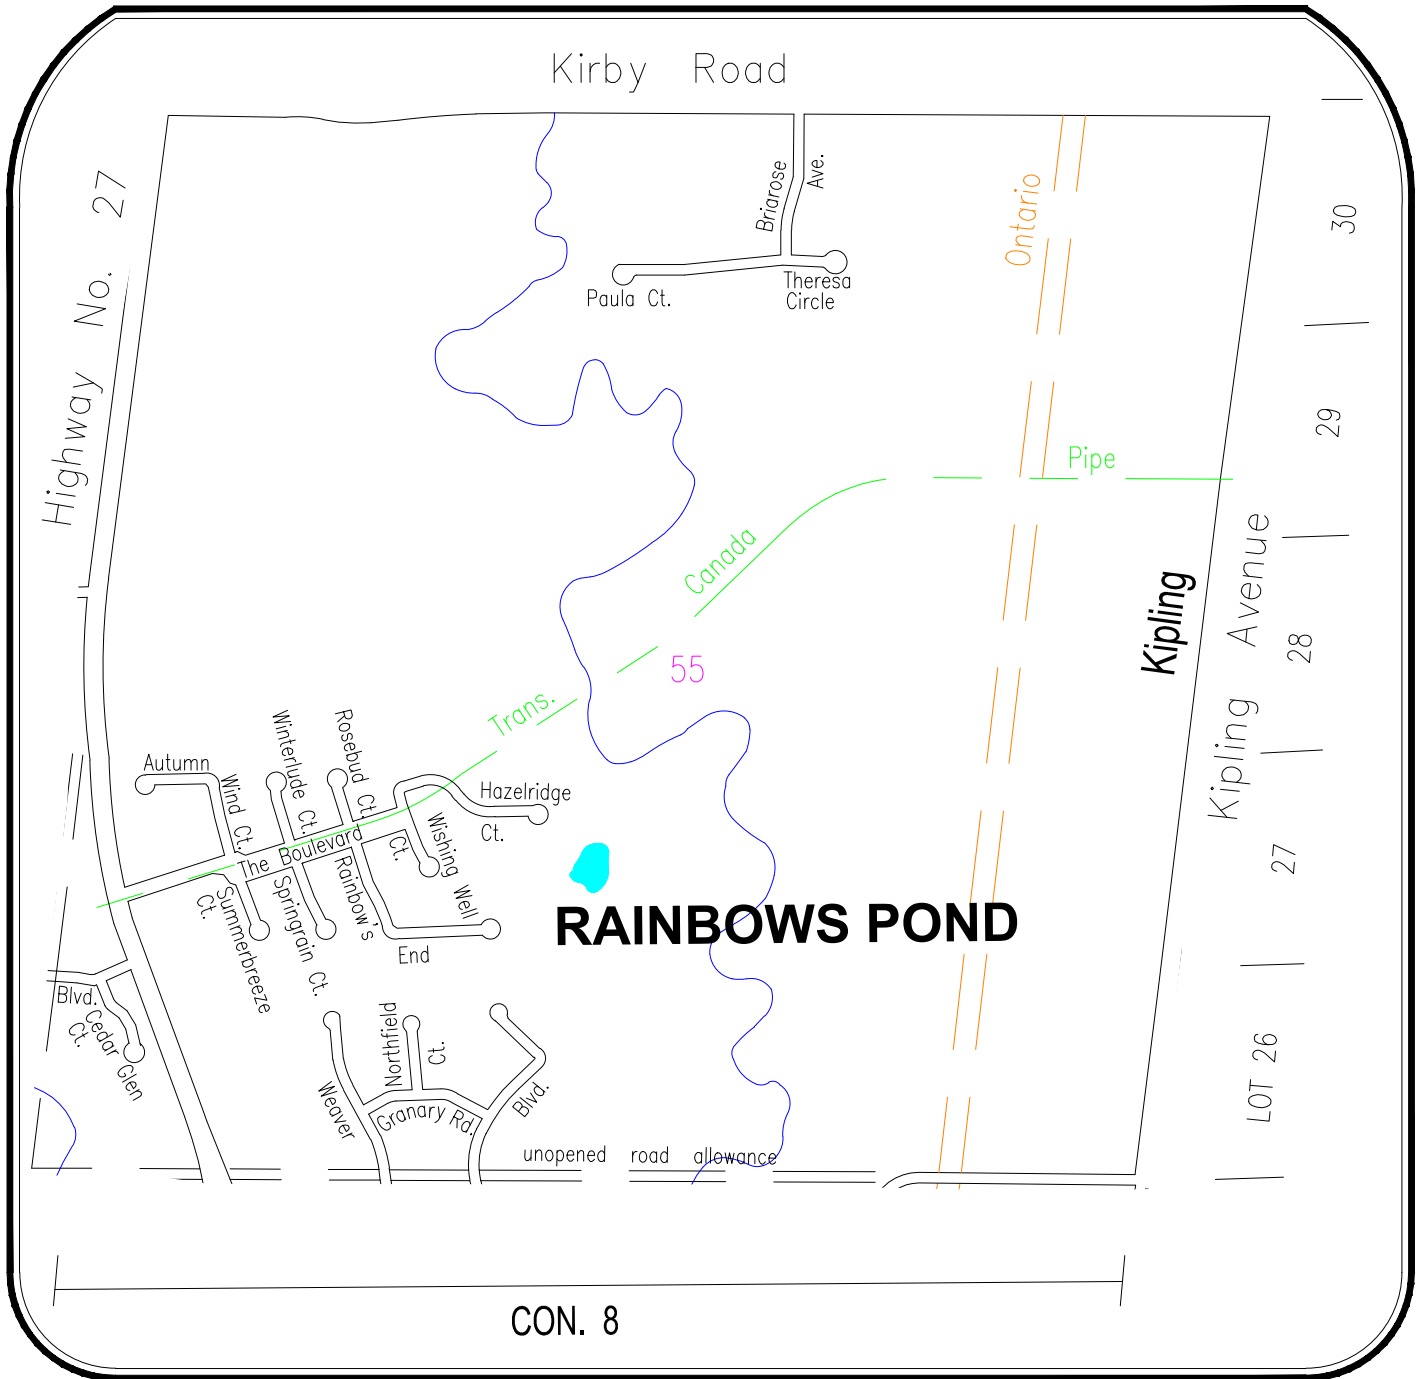 Kirby Road
Highway No. 27
Briarose
Ave.
Paula Ct.
Theresa
Circle
Ontario
30
29
Pipe
Canada
Trans.
55
Kipling
Kipling Avenue
28
27
LOT 26
Autumn
Wind Ct.
Winterlude Ct.
Rosebud Ct.
Hazelridge
Ct.
Wishing Well
Ct.
The Boulevard
Rainbow's
End
Springrain Ct.
Summerbreeze
Ct.
RAINBOWS POND
Blvd.
Cedar Glen
Ct.
Northfield
Ct.
Weaver
Granary Rd.
Blvd.
unopened road allowance
CON. 8